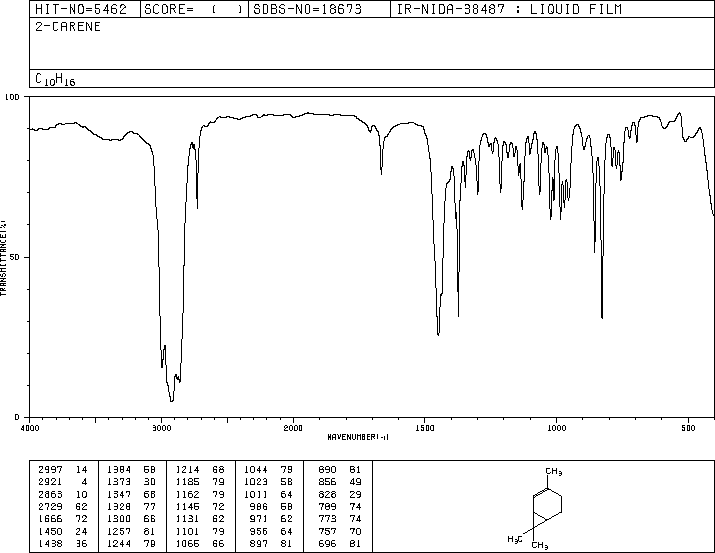 HIT-NO=5462 SCORE= ( ) SDBS-NO=18673 IR-NIDA-38487 : LIQUID FILM
2-CARENE
C10H16
100
TRANSMITTANCE(%)
50
0
4000 3000 2000 1500 1000 500
WAVENUMBER(-1)
2997 14 1384 58 1214 68 1044 79 890 81
2921 4 1373 30 1185 79 1023 58 856 49
2863 10 1347 68 1162 79 1011 64 828 29
2729 62 1328 77 1146 72 986 58 789 74
1666 72 1300 66 1131 62 971 62 773 74
1450 24 1257 81 1101 79 956 64 757 70
1438 36 1244 79 1066 66 897 81 696 81
CH3
H3C
CH3